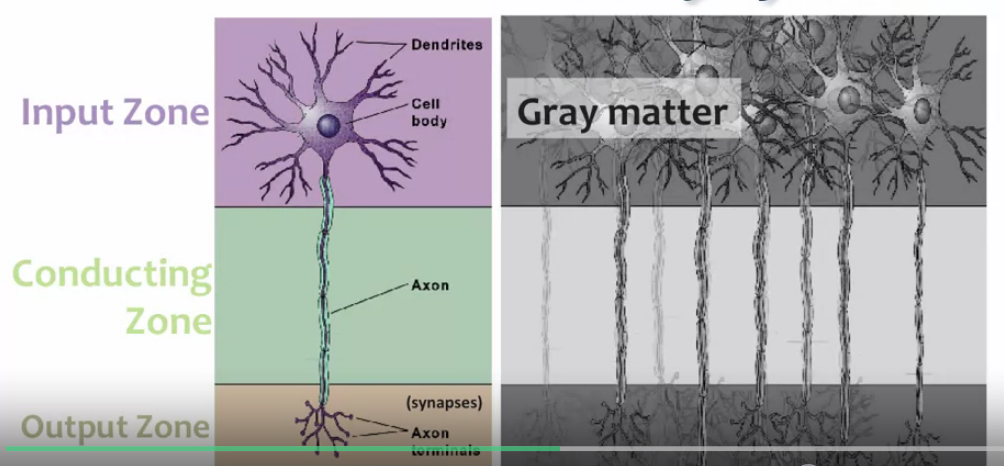 Input Zone
Dendrites
Cell
body
Gray matter
Conducting
Zone
Axon
Output Zone
(synapses)
Axon
terminals